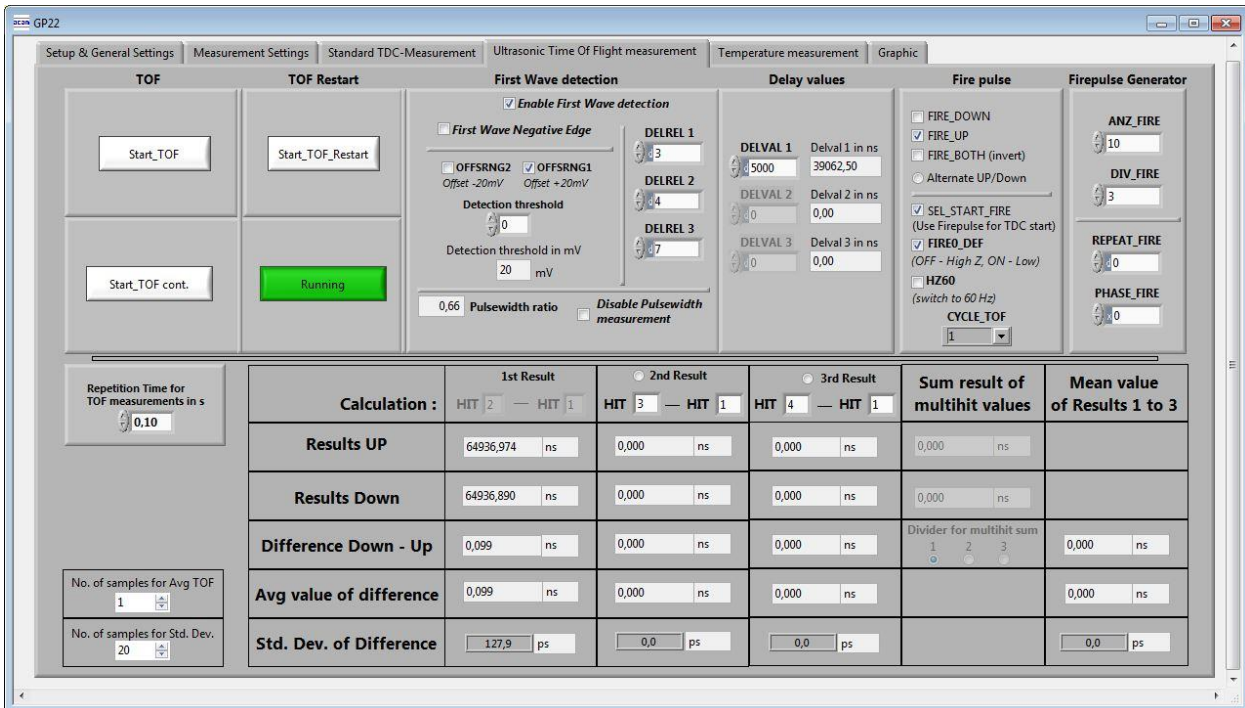 acam GP22
Setup & General Settings Measurement Settings Standard TDC-Measurement Ultrasonic Time Of Flight measurement Temperature measurement Graphic
TOF TOF Restart First Wave detection Delay values Fire pulse Firepulse Generator
Start_TOF
Start_TOF_Restart
Start_TOF cont.
Running
Enable First Wave detection
First Wave Negative Edge
OFFSRNG2 OFFSRNG1
Offset -20mV Offset +20mV
Detection threshold
0
Detection threshold in mV
20 mV
0,66 Pulsewidth ratio
Disable Pulsewidth
measurement
DELREL 1
d 3
DELREL 2
d 4
DELREL 3
d 7
DELVAL 1 Delval 1 in ns
d 5000 39062,50
DELVAL 2 Delval 2 in ns
d 0 0,00
DELVAL 3 Delval 3 in ns
d 0 0,00
FIRE_DOWN
FIRE_UP
FIRE_BOTH (invert)
Alternate UP/Down
SEL_START_FIRE
(Use Firepulse for TDC start)
FIRE0_DEF
(OFF - High Z, ON - Low)
HZ60
(switch to 60 Hz)
CYCLE_TOF
1
ANZ_FIRE
10
DIV_FIRE
3
REPEAT_FIRE
d 0
PHASE_FIRE
x 0
Repetition Time for
TOF measurements in s
0,10
Calculation :
1st Result
HIT 2 — HIT 1
2nd Result
HIT 3 — HIT 1
3rd Result
HIT 4 — HIT 1
Sum result of
multihit values
Mean value
of Results 1 to 3
Results UP 64936,974 ns 0,000 ns 0,000 ns 0,000 ns
Results Down 64936,890 ns 0,000 ns 0,000 ns 0,000 ns
Difference Down - Up 0,099 ns 0,000 ns 0,000 ns
Divider for multihit sum
1 2 3
0,000 ns
No. of samples for Avg TOF
1
Avg value of difference 0,099 ns 0,000 ns 0,000 ns 0,000 ns
No. of samples for Std. Dev.
20
Std. Dev. of Difference 127,9 ps 0,0 ps 0,0 ps 0,0 ps